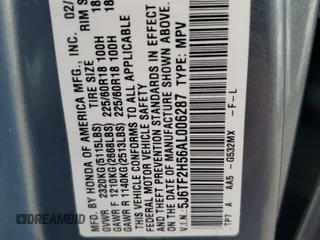 MFD. BY HONDA OF AMERICA MFG., INC. 02/
TIRE SIZE RIM S
GVWR 2320KG(5115LBS)
GAWR F 1210KG(2668LBS) 225/60R18 100H 18
GAWR R 1140KG(2513LBS) 225/60R18 100H 18
THIS VEHICLE CONFORMS TO ALL APPLICABLE
FEDERAL MOTOR VEHICLE SAFETY, BUMPER, AND
THEFT PREVENTION STANDARDS IN EFFECT ON THE
DATE OF MANUFACTURE SHOWN ABOVE.
V.I.N.: 5J6TF2H56AL006287 TYPE: MPV
TP7 A AA5 - G532MX - F-L